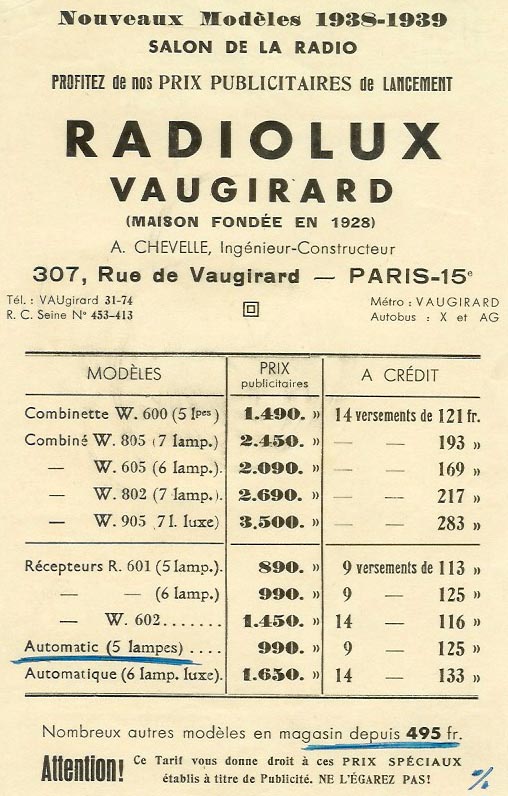 Nouveaux Modèles 1938-1939
SALON DE LA RADIO
PROFITEZ de nos PRIX PUBLICITAIRES de LANCEMENT
RADIOLUX
VAUGIRARD
(MAISON FONDÉE EN 1928)
A. CHEVELLE, Ingénieur-Constructeur
307, Rue de Vaugirard — PARIS-15e
Tél. : VAUgirard 31-74
R. C. Seine N° 453-413
Métro : VAUGIRARD
Autobus : X et AG
MODÈLES PRIX publicitaires A CRÉDIT
Combinette W. 600 (5 lpes) 1.490. » 14 versements de 121 fr.
Combiné W. 805 (7 lamp.) 2.450. » — — 193 »
— W. 605 (6 lamp.). 2.090. » — — 169 »
— W. 802 (7 lamp.). 2.690. » — — 217 »
— W. 905 7 l. luxe) 3.500. » — — 283 »
Récepteurs R. 601 (5 lamp.). 890. » 9 versements de 113 »
— — (6 lamp.) 990. » 9 — 125 »
— W. 602....... 1.450. » 14 — 116 »
Automatic (5 lampes) .... 990. » 9 — 125 »
Automatique (6 lamp. luxe). 1.650. » 14 — 133 »
Nombreux autres modèles en magasin depuis 495 fr.
Attention! Ce Tarif vous donne droit à ces PRIX SPÉCIAUX
établis à titre de Publicité. NE L'ÉGAREZ PAS!